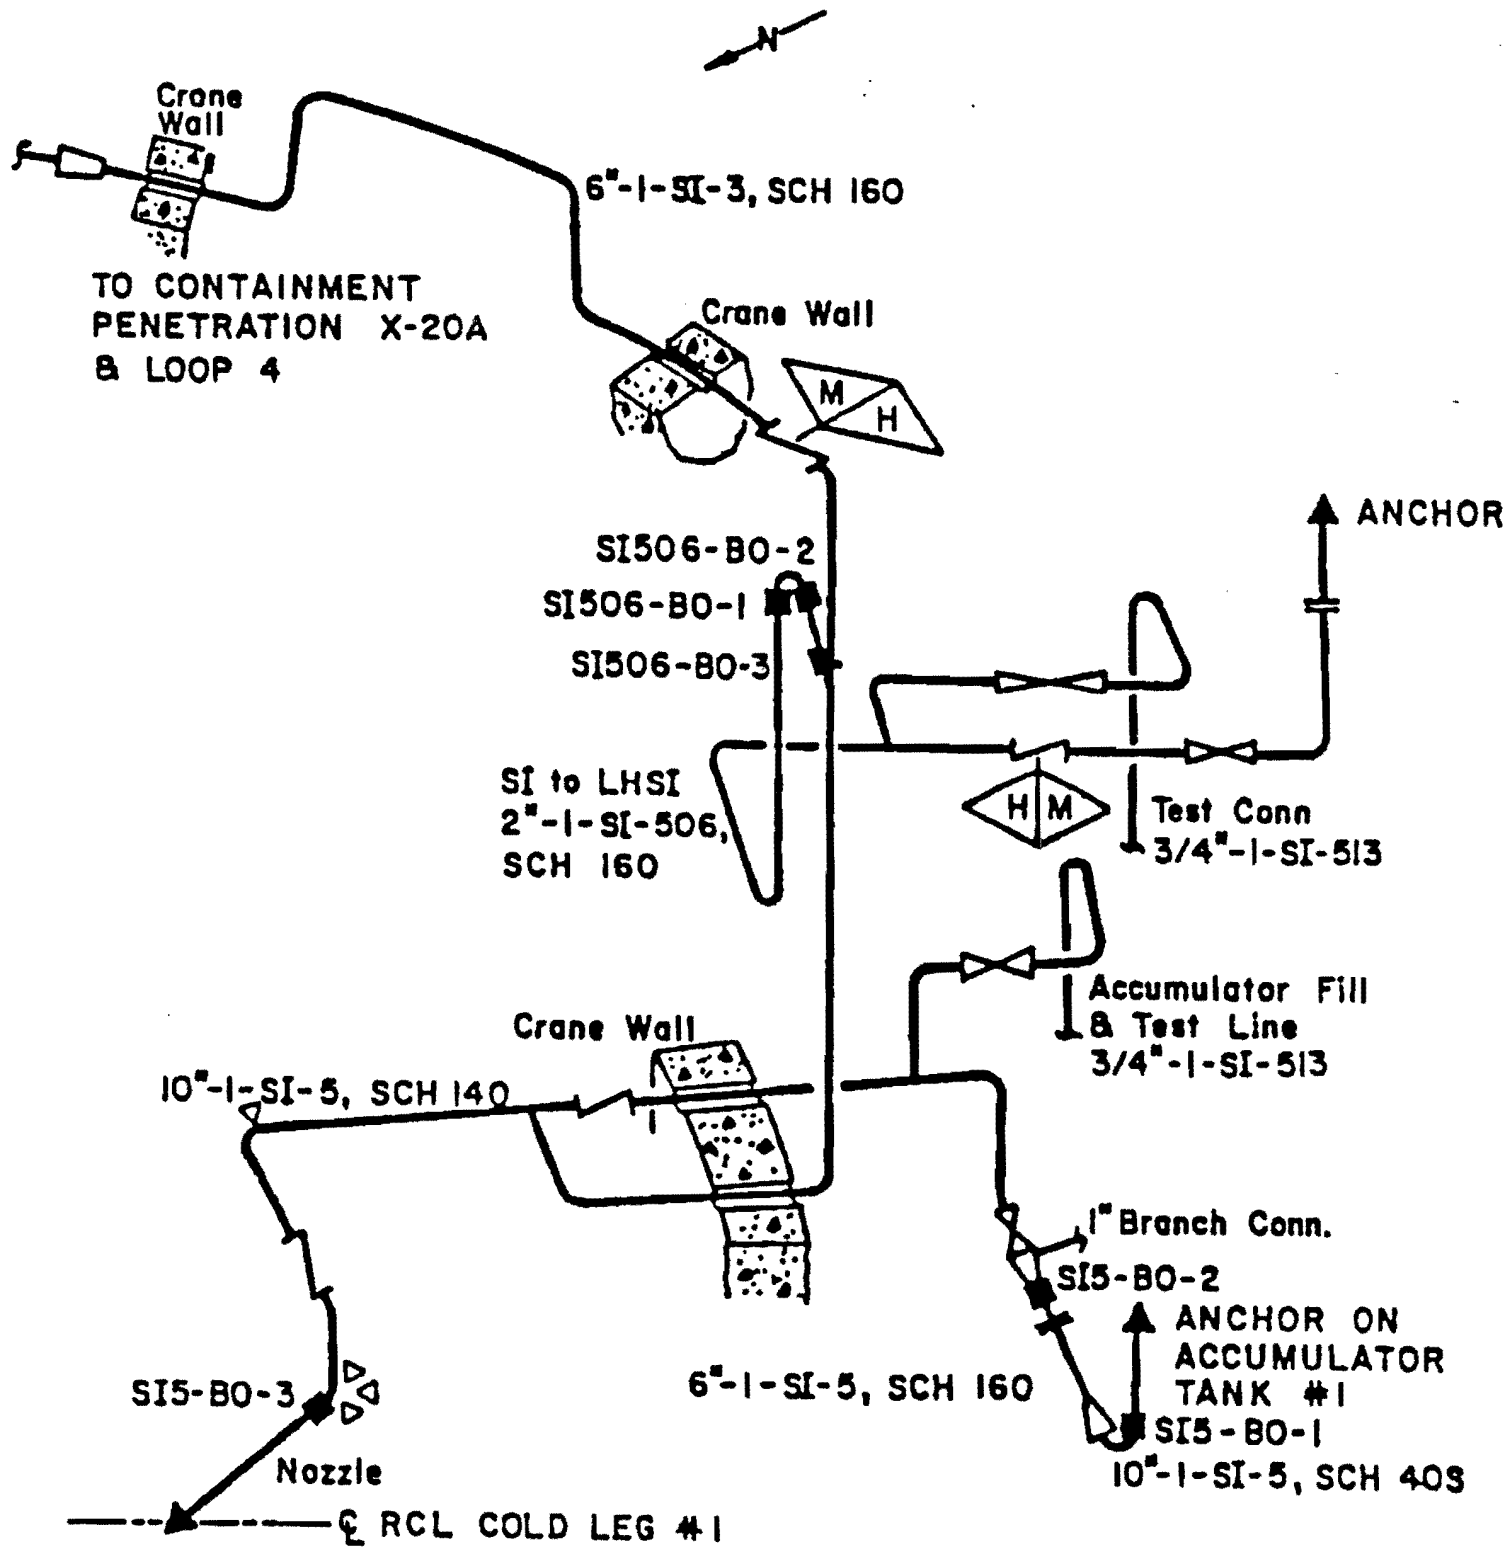 N
Crane
Wall
6"-1-SI-3, SCH 160
TO CONTAINMENT
PENETRATION X-20A
& LOOP 4
Crane Wall
M
H
ANCHOR
SI506-BO-2
SI506-BO-1
SI506-BO-3
SI to LHSI
2"-1-SI-506,
SCH 160
H M
Test Conn
3/4"-1-SI-513
Accumulator Fill
& Test Line
3/4"-1-SI-513
Crane Wall
10"-1-SI-5, SCH 140
1" Branch Conn.
SI5-BO-2
ANCHOR ON
ACCUMULATOR
TANK #1
SI5-BO-3
6"-1-SI-5, SCH 160
SI5-BO-1
10"-1-SI-5, SCH 40S
Nozzle
℄ RCL COLD LEG #1